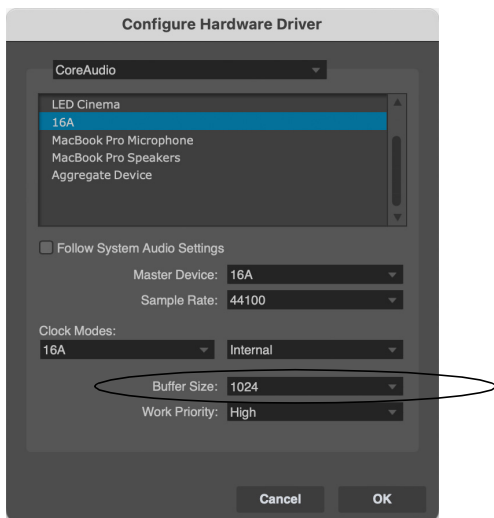 Configure Hardware Driver
CoreAudio
LED Cinema
16A
MacBook Pro Microphone
MacBook Pro Speakers
Aggregate Device
Follow System Audio Settings
Master Device: 16A
Sample Rate: 44100
Clock Modes:
16A Internal
Buffer Size: 1024
Work Priority: High
Cancel OK